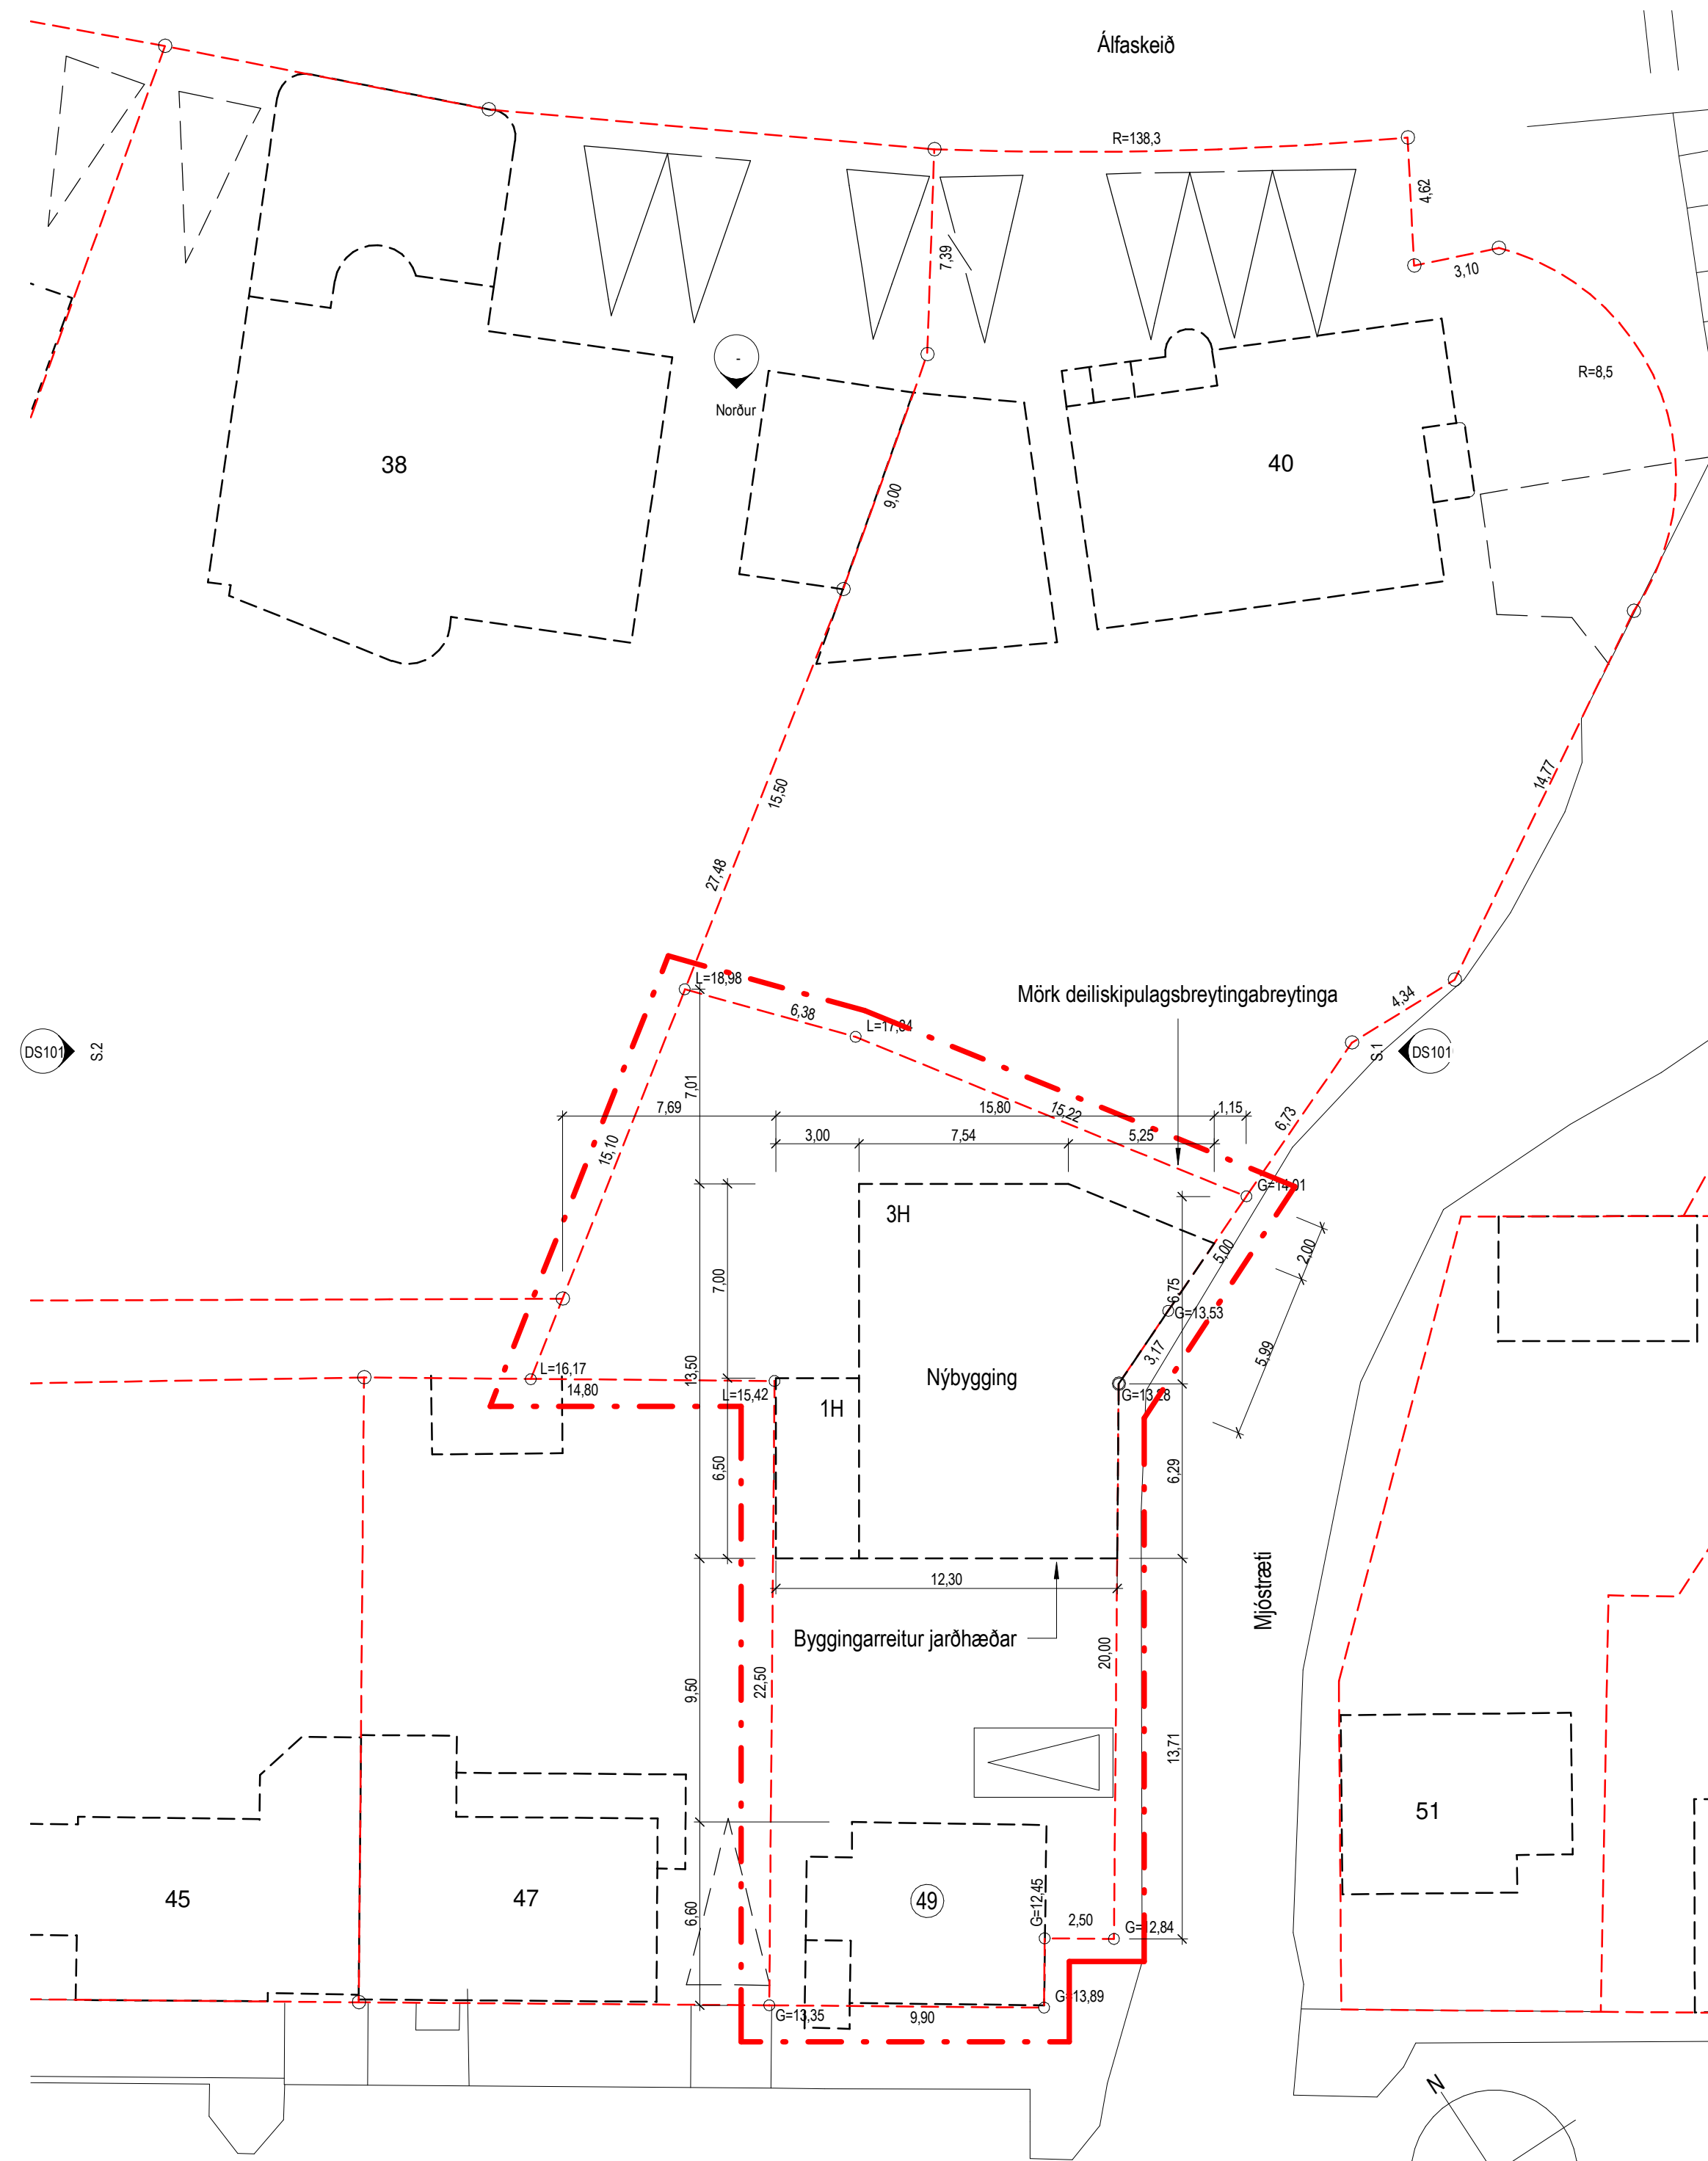 Álfaskeið
R=138,3
4,62
7,39
3,10
R=8,5
-
Norður
38
40
9,00
15,50
14,77
27,48
L=18,98
Mörk deiliskipulagsbreytingabreytinga
4,34
6,38
L=17,84
DS101
S.2
S.1
DS101
7,01
7,69
15,80
15,22
1,15
6,73
3,00
7,54
5,25
15,10
G=14,01
3H
5,00
2,00
7,00
6,75
G=13,53
3,17
5,99
13,50
L=16,17
14,80
L=15,42
Nýbygging
G=13,28
1H
6,50
6,29
12,30
Mjóstræti
Byggingarreitur jarðhæðar
9,50
22,50
20,00
13,71
51
45
47
49
6,60
G=12,45
2,50
G=12,84
G=13,89
G=13,35
9,90
N